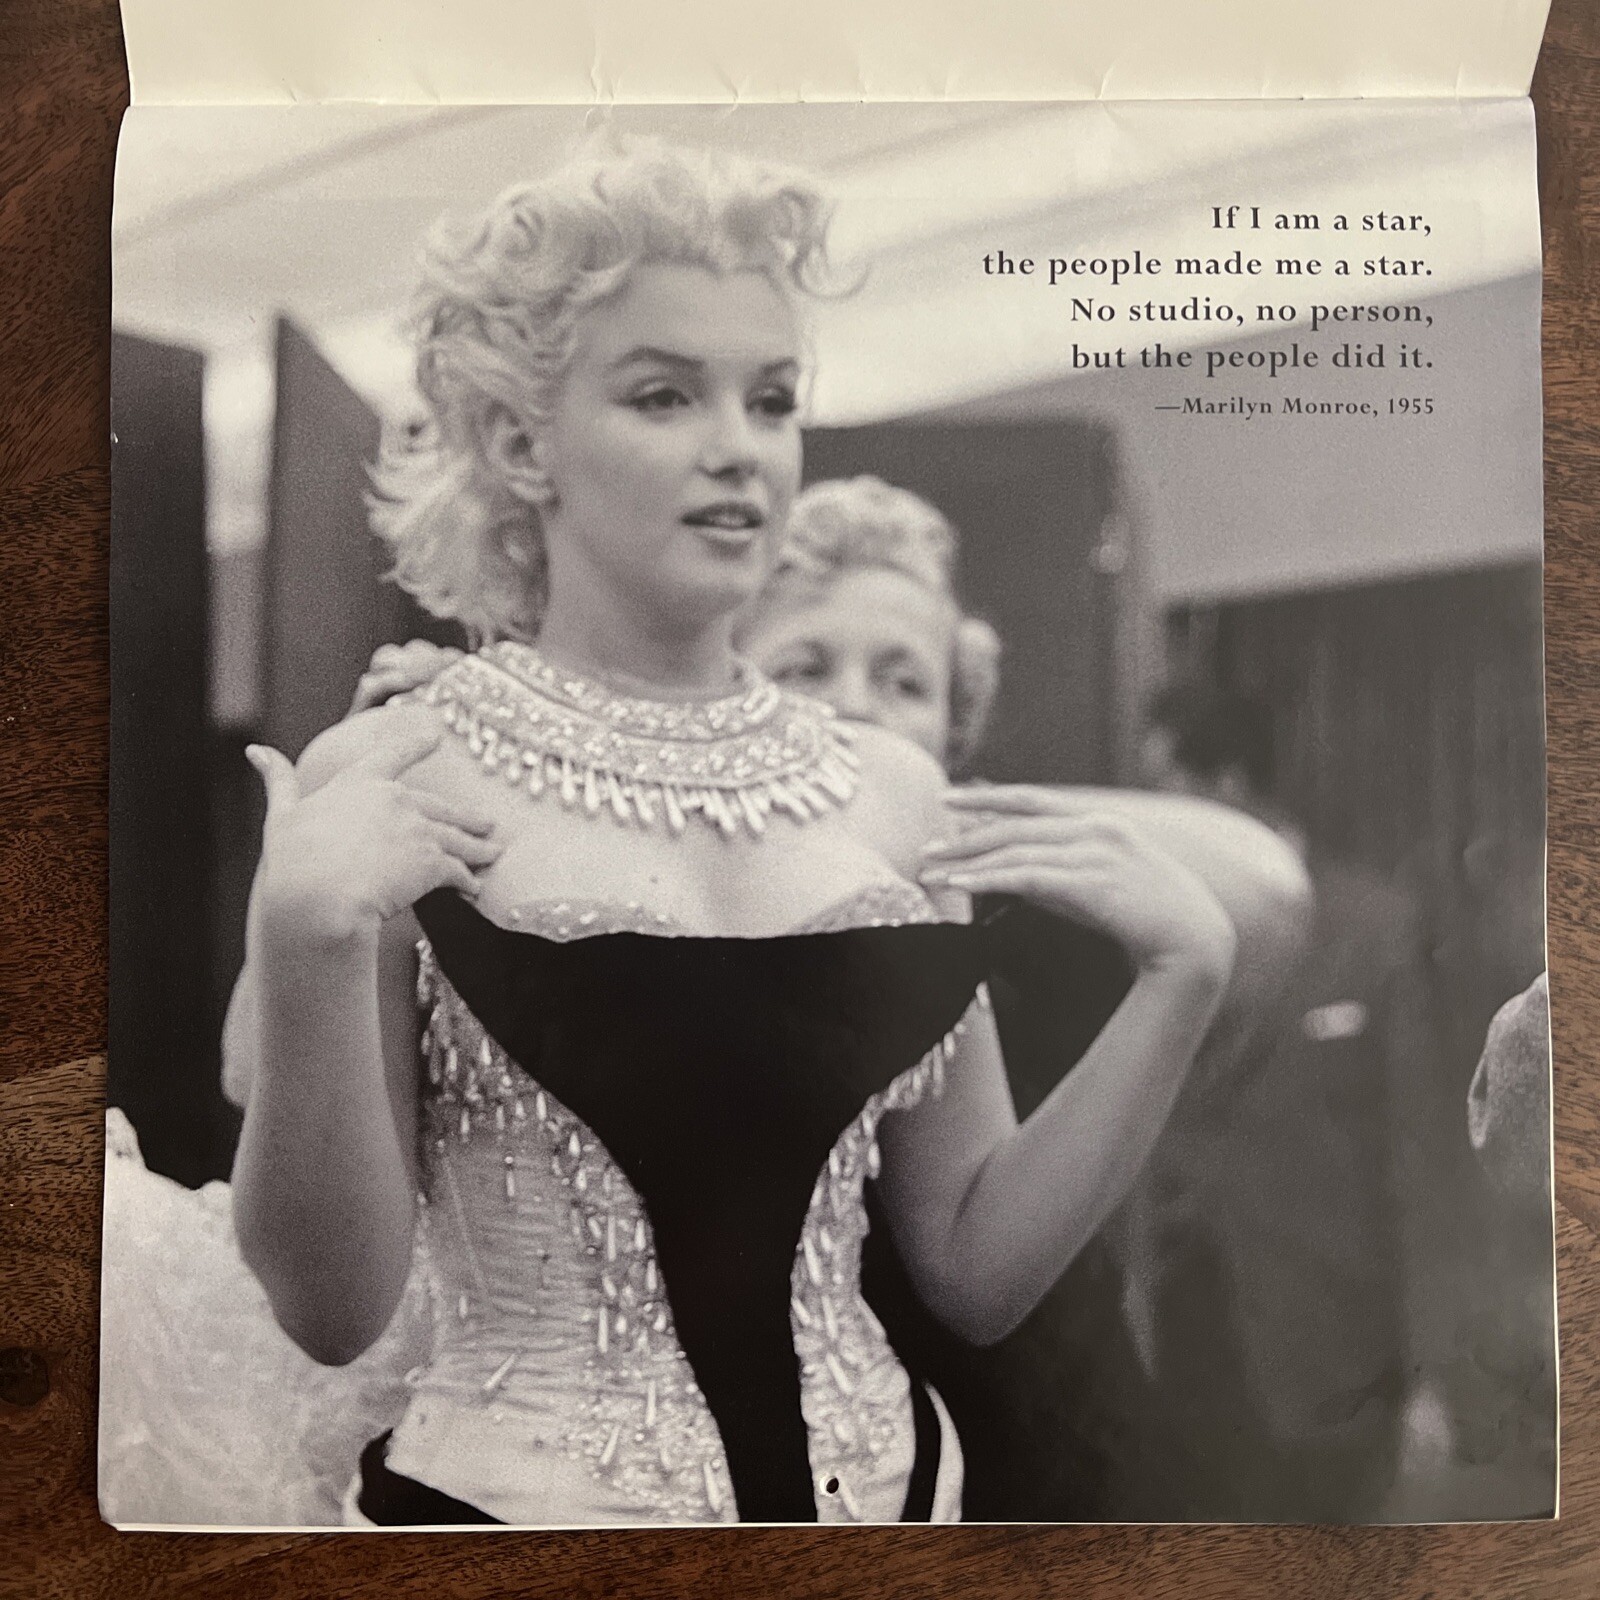 If I am a star,
the people made me a star.
No studio, no person,
but the people did it.
—Marilyn Monroe, 1955